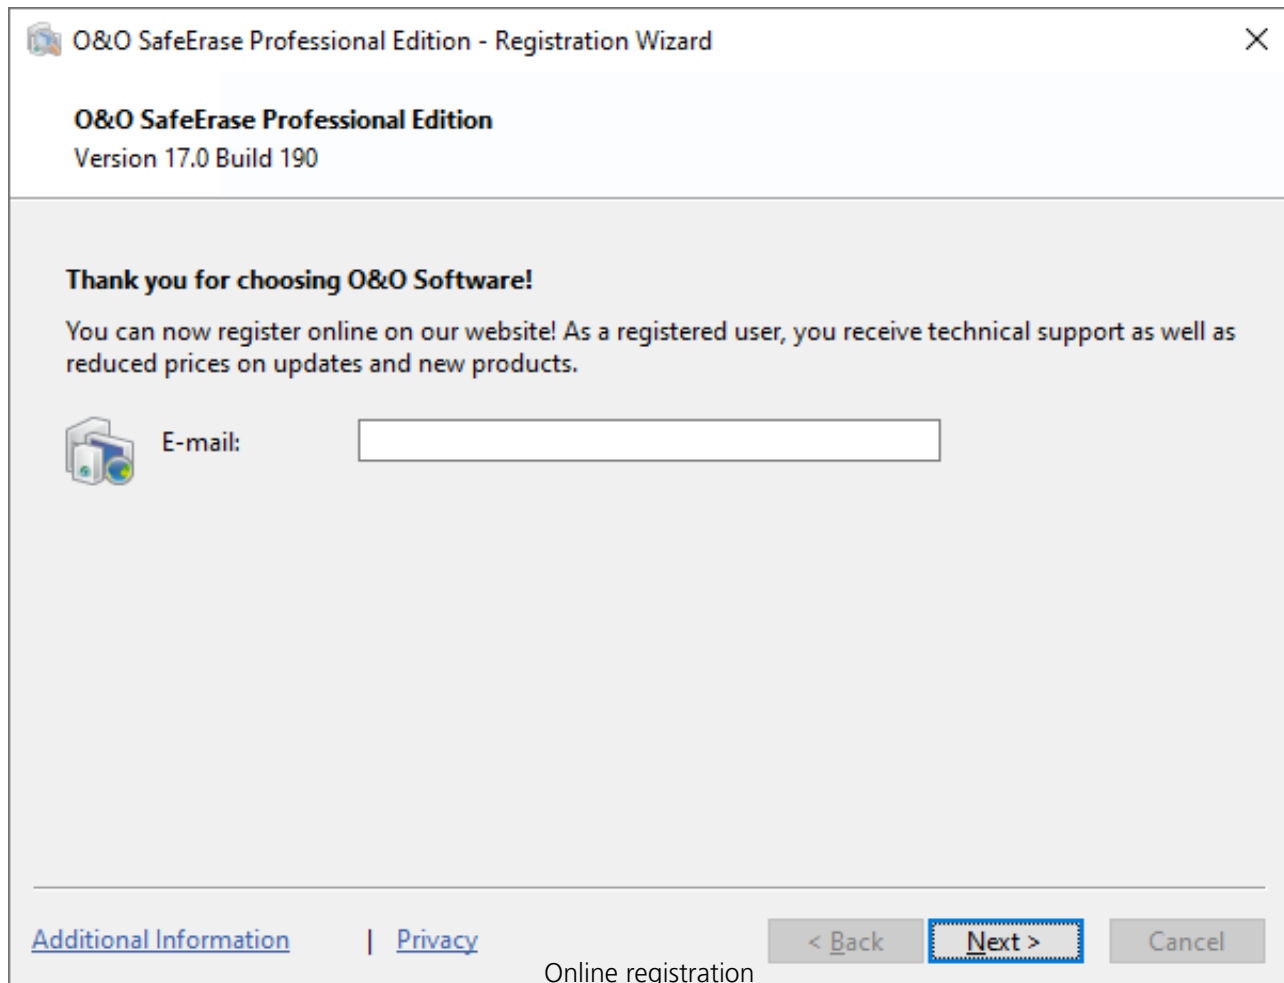 O&O SafeErase Professional Edition - Registration Wizard
O&O SafeErase Professional Edition
Version 17.0 Build 190
Thank you for choosing O&O Software!
You can now register online on our website! As a registered user, you receive technical support as well as
reduced prices on updates and new products.
E-mail:
Additional Information | Privacy < Back Next > Cancel
Online registration